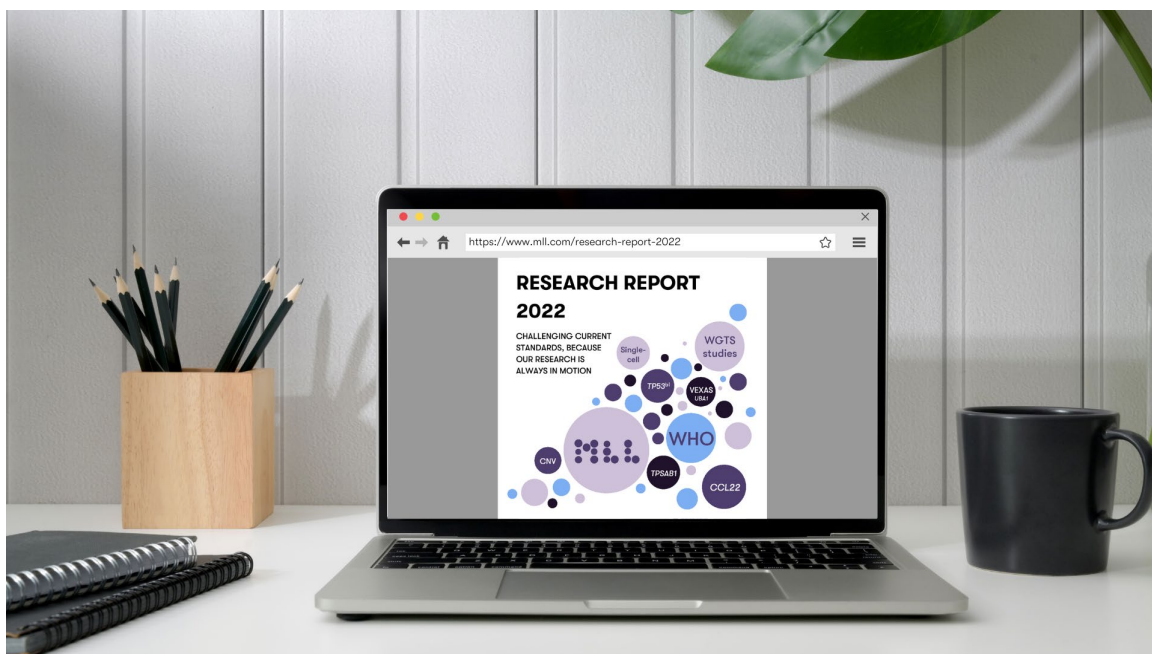 https://www.mll.com/research-report-2022
RESEARCH REPORT
2022
CHALLENGING CURRENT
STANDARDS, BECAUSE
OUR RESEARCH IS
ALWAYS IN MOTION
Single-
cell
WGTS
studies
TP53
VEXAS
UBA1
WHO
MLL
CNV
TPSAB1
CCL22